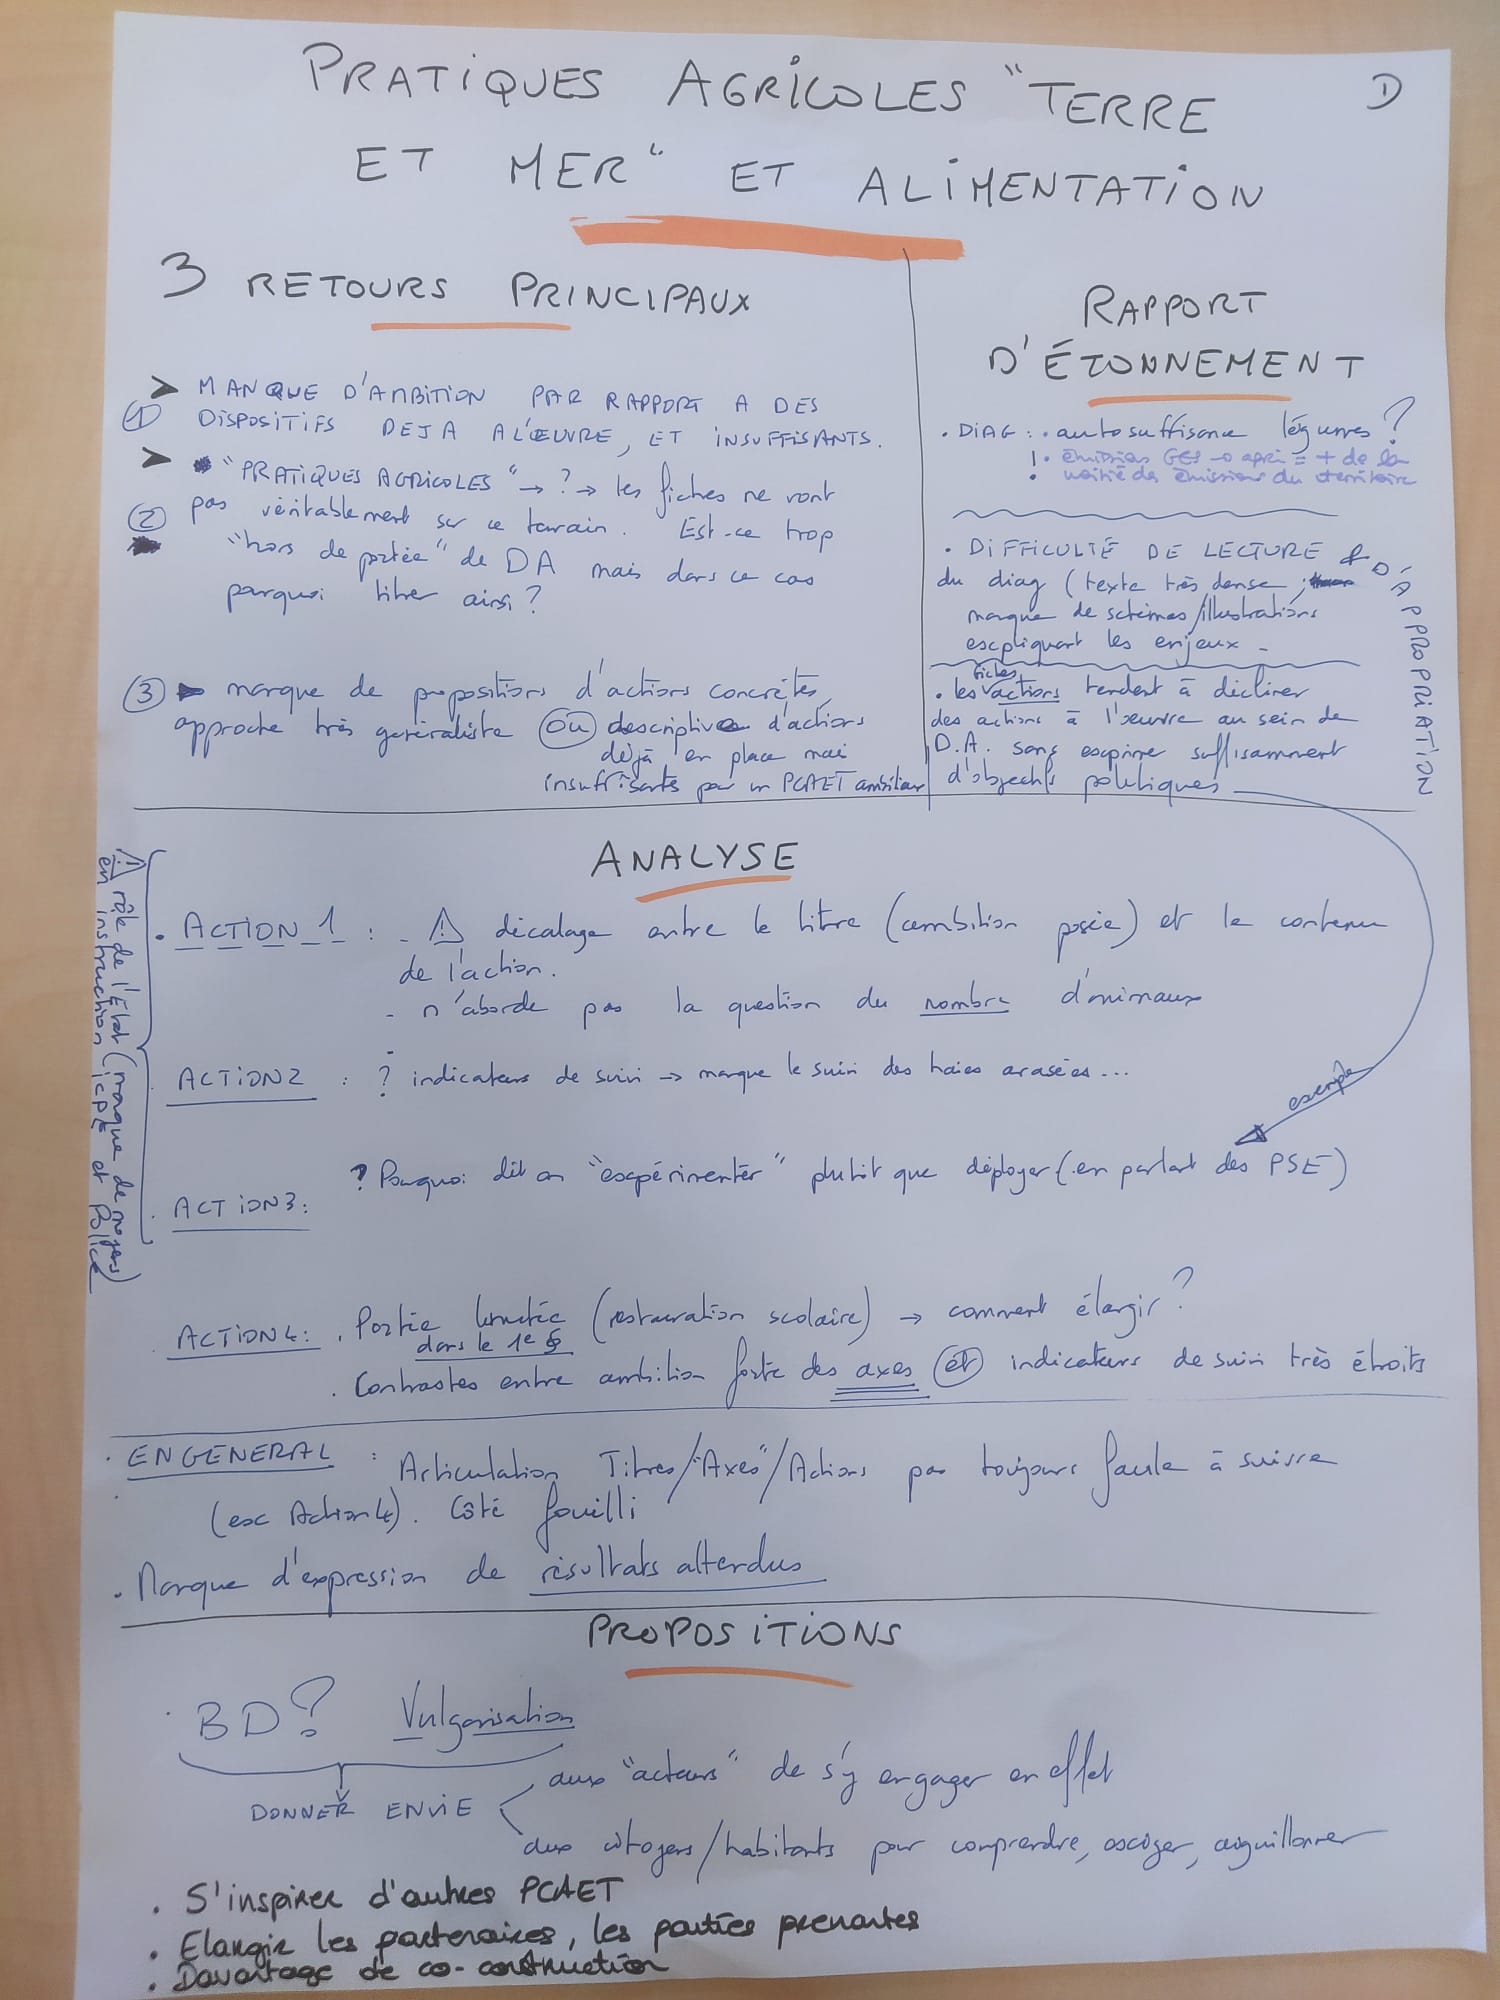 PRATIQUES AGRICOLES "TERRE
ET MER" ET ALIMENTATION
D
3 RETOURS PRINCIPAUX
➤ MANQUE D'AMBITION PAR RAPPORT A DES
① DISPOSITIFS DEJA A L'ŒUVRE, ET INSUFFISANTS.
➤ "PRATIQUES AGRICOLES" → ? → les fiches ne vont
② pas véritablement sur ce terrain. Est-ce trop
"hors de portée" de DA mais dans ce cas
pourquoi titrer ainsi ?
③ manque de propositions d'actions concrètes,
approche très généraliste (ou) descriptive d'actions
déjà en place mais
insuffisants pour un PCAET ambitieux
RAPPORT
D'ÉTONNEMENT
. DIAG : . autosuffisance légumes ?
! . émissions GES → agri = + de la
! moitié des émissions du territoire
. DIFFICULTÉ DE LECTURE & D'APPROPRIATION
du diag (texte très dense,
manque de schémas/illustrations
escpliquant les enjeux -
. les fiches actions tendent à décliner
des actions à l'œuvre au sein de
D.A. sans escprimer suffisamment
d'objectifs politiques
ANALYSE
⚠ rôle de l'Etat (manque de moyens)
en instruction ICPE et Police
. ACTION 1 : - ⚠ décalage entre le titre (ambition posée) et le contenu
de l'action.
- n'aborde pas la question du nombre d'animaux
. ACTION 2 : ? indicateurs de suivi → manque le suivi des haies arasées...
exemple
? Pourquoi dit on "escpérimenter" plutôt que déployer (en parlant des PSE)
. ACTION 3 :
. ACTION 4 : . Portée limitée (restauration scolaire) → comment élargir ?
dans le 1e §
. Contrastes entre ambition forte des axes (et) indicateurs de suivi très étroits
. EN GENERAL : Articulation Titres/"Axes"/Actions pas toujours facile à suivre
(esc Action 4). Côté fouilli
. Manque d'expression de résultats attendus
PROPOSITIONS
. BD ? Vulgarisation
DONNER ENVIE
aux "acteurs" de s'y engager en effet
aux citoyens/habitants pour comprendre, esciger, aiguillonner
. S'inspirer d'autres PCAET
. Elargir les partenaires, les parties prenantes
. Davantage de co-construction